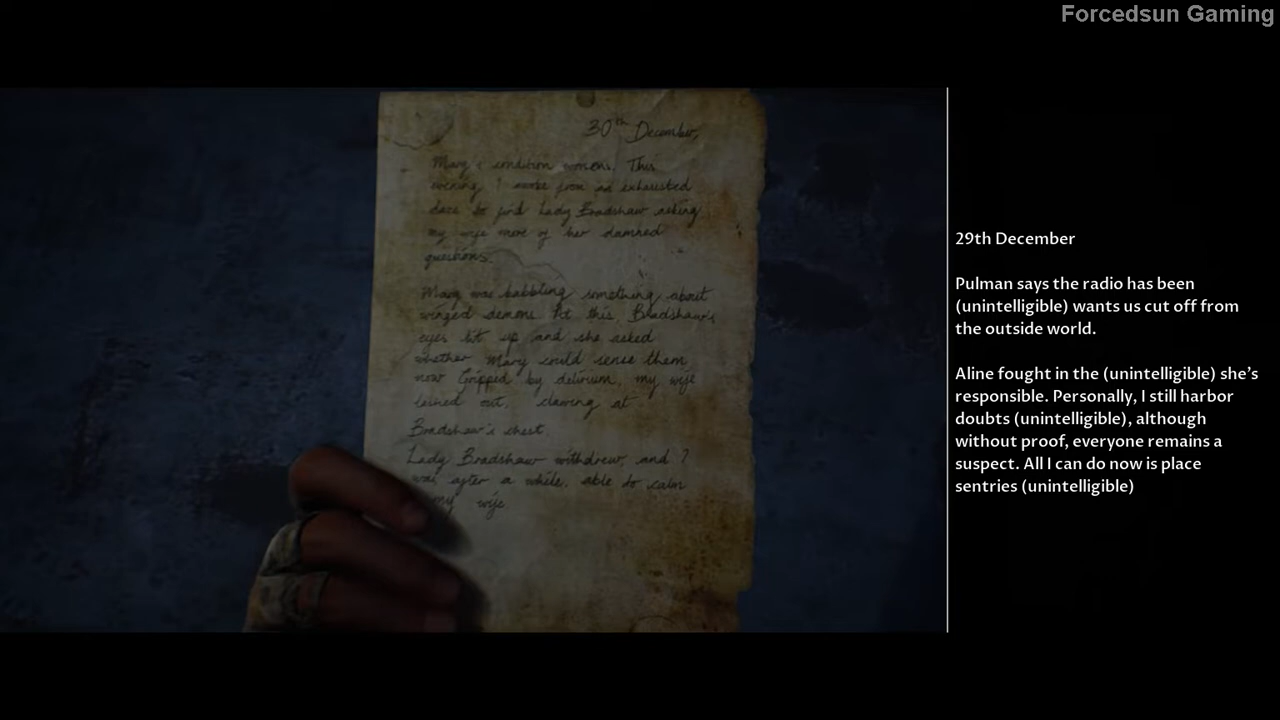 Forcedsun Gaming
30th December,
Mary's condition worsens. This
evening I awoke from an exhausted
daze to find Lady Bradshaw asking
my wife more of her damned
questions.
Mary was babbling something about
winged demons. At this, Bradshaw's
eyes lit up and she asked
whether Mary could sense them
now. Gripped by delirium, my wife
lashed out, clawing at
Bradshaw's chest.
Lady Bradshaw withdrew, and I
was after a while, able to calm
my wife
29th December
Pulman says the radio has been
(unintelligible) wants us cut off from
the outside world.
Aline fought in the (unintelligible) she's
responsible. Personally, I still harbor
doubts (unintelligible), although
without proof, everyone remains a
suspect. All I can do now is place
sentries (unintelligible)